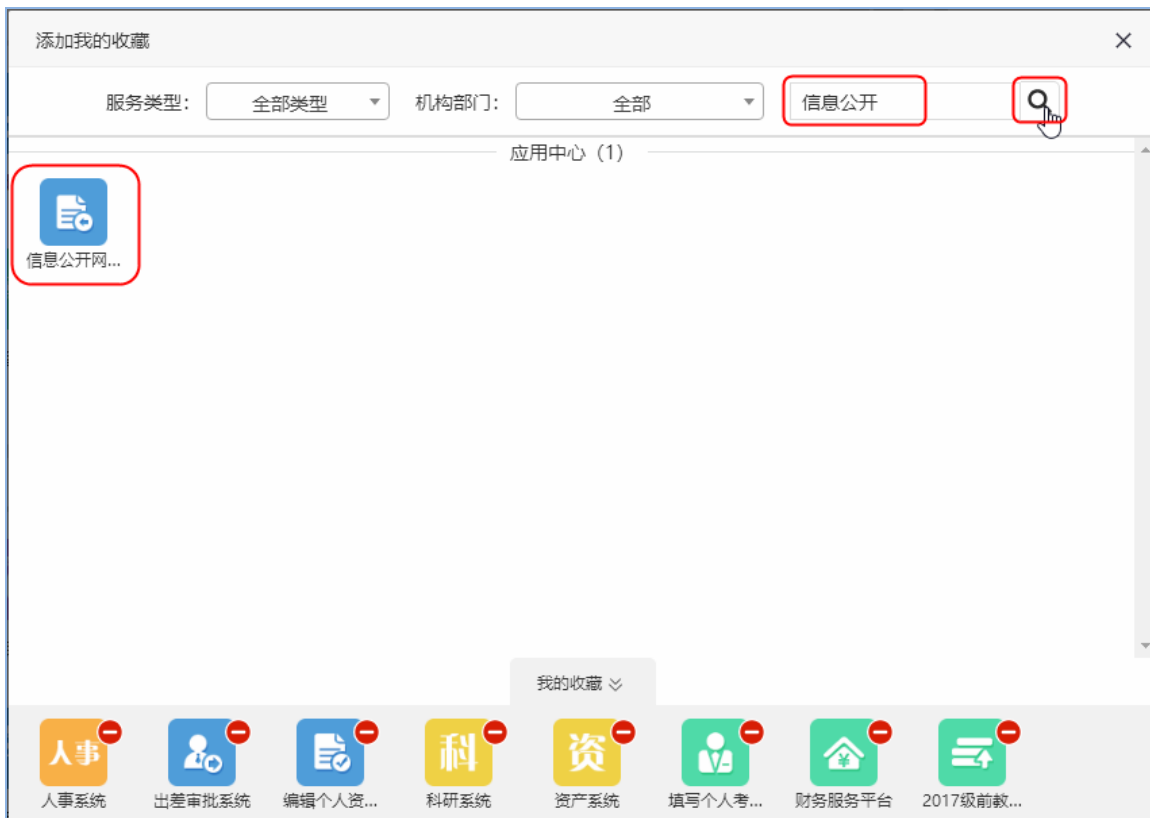 添加我的收藏
服务类型： 全部类型 机构部门： 全部 信息公开
应用中心（1）
信息公开网...
我的收藏
人事 科 资
人事系统 出差审批系统 编辑个人资... 科研系统 资产系统 填写个人考... 财务服务平台 2017级前教...